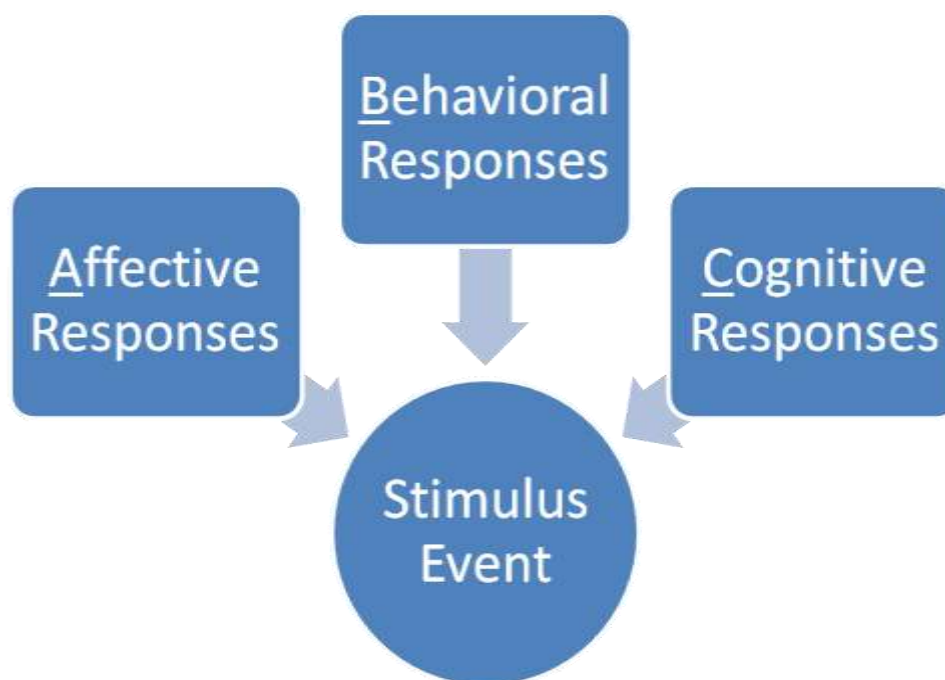 Behavioral
Responses
Affective
Responses
Cognitive
Responses
Stimulus
Event